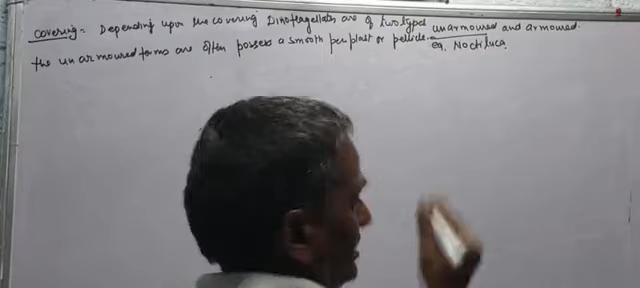 covering = Depending upon the covering Dinoflagellates are of two types unarmoured and armoured.
the unarmoured forms are often possess a smooth periplast or pellicle.
eg. Noctiluca